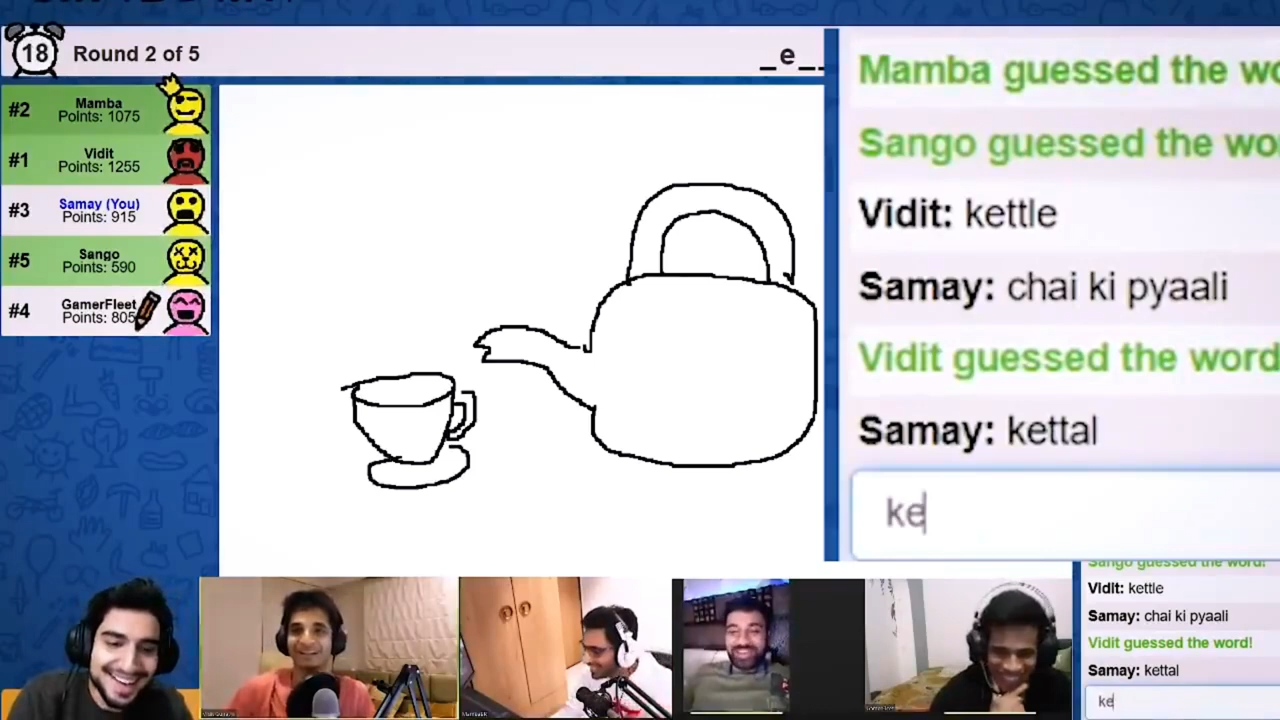 18
Round 2 of 5
_e__
#2
Mamba
Points: 1075
#1
Vidit
Points: 1255
#3
Samay (You)
Points: 915
#5
Sango
Points: 590
#4
GamerFleet
Points: 805
Mamba guessed the wo
Sango guessed the wo
Vidit: kettle
Samay: chai ki pyaali
Vidit guessed the word
Samay: kettal
ke
Sango guessed the word!
Vidit: kettle
Samay: chai ki pyaali
Vidit guessed the word!
Samay: kettal
ke